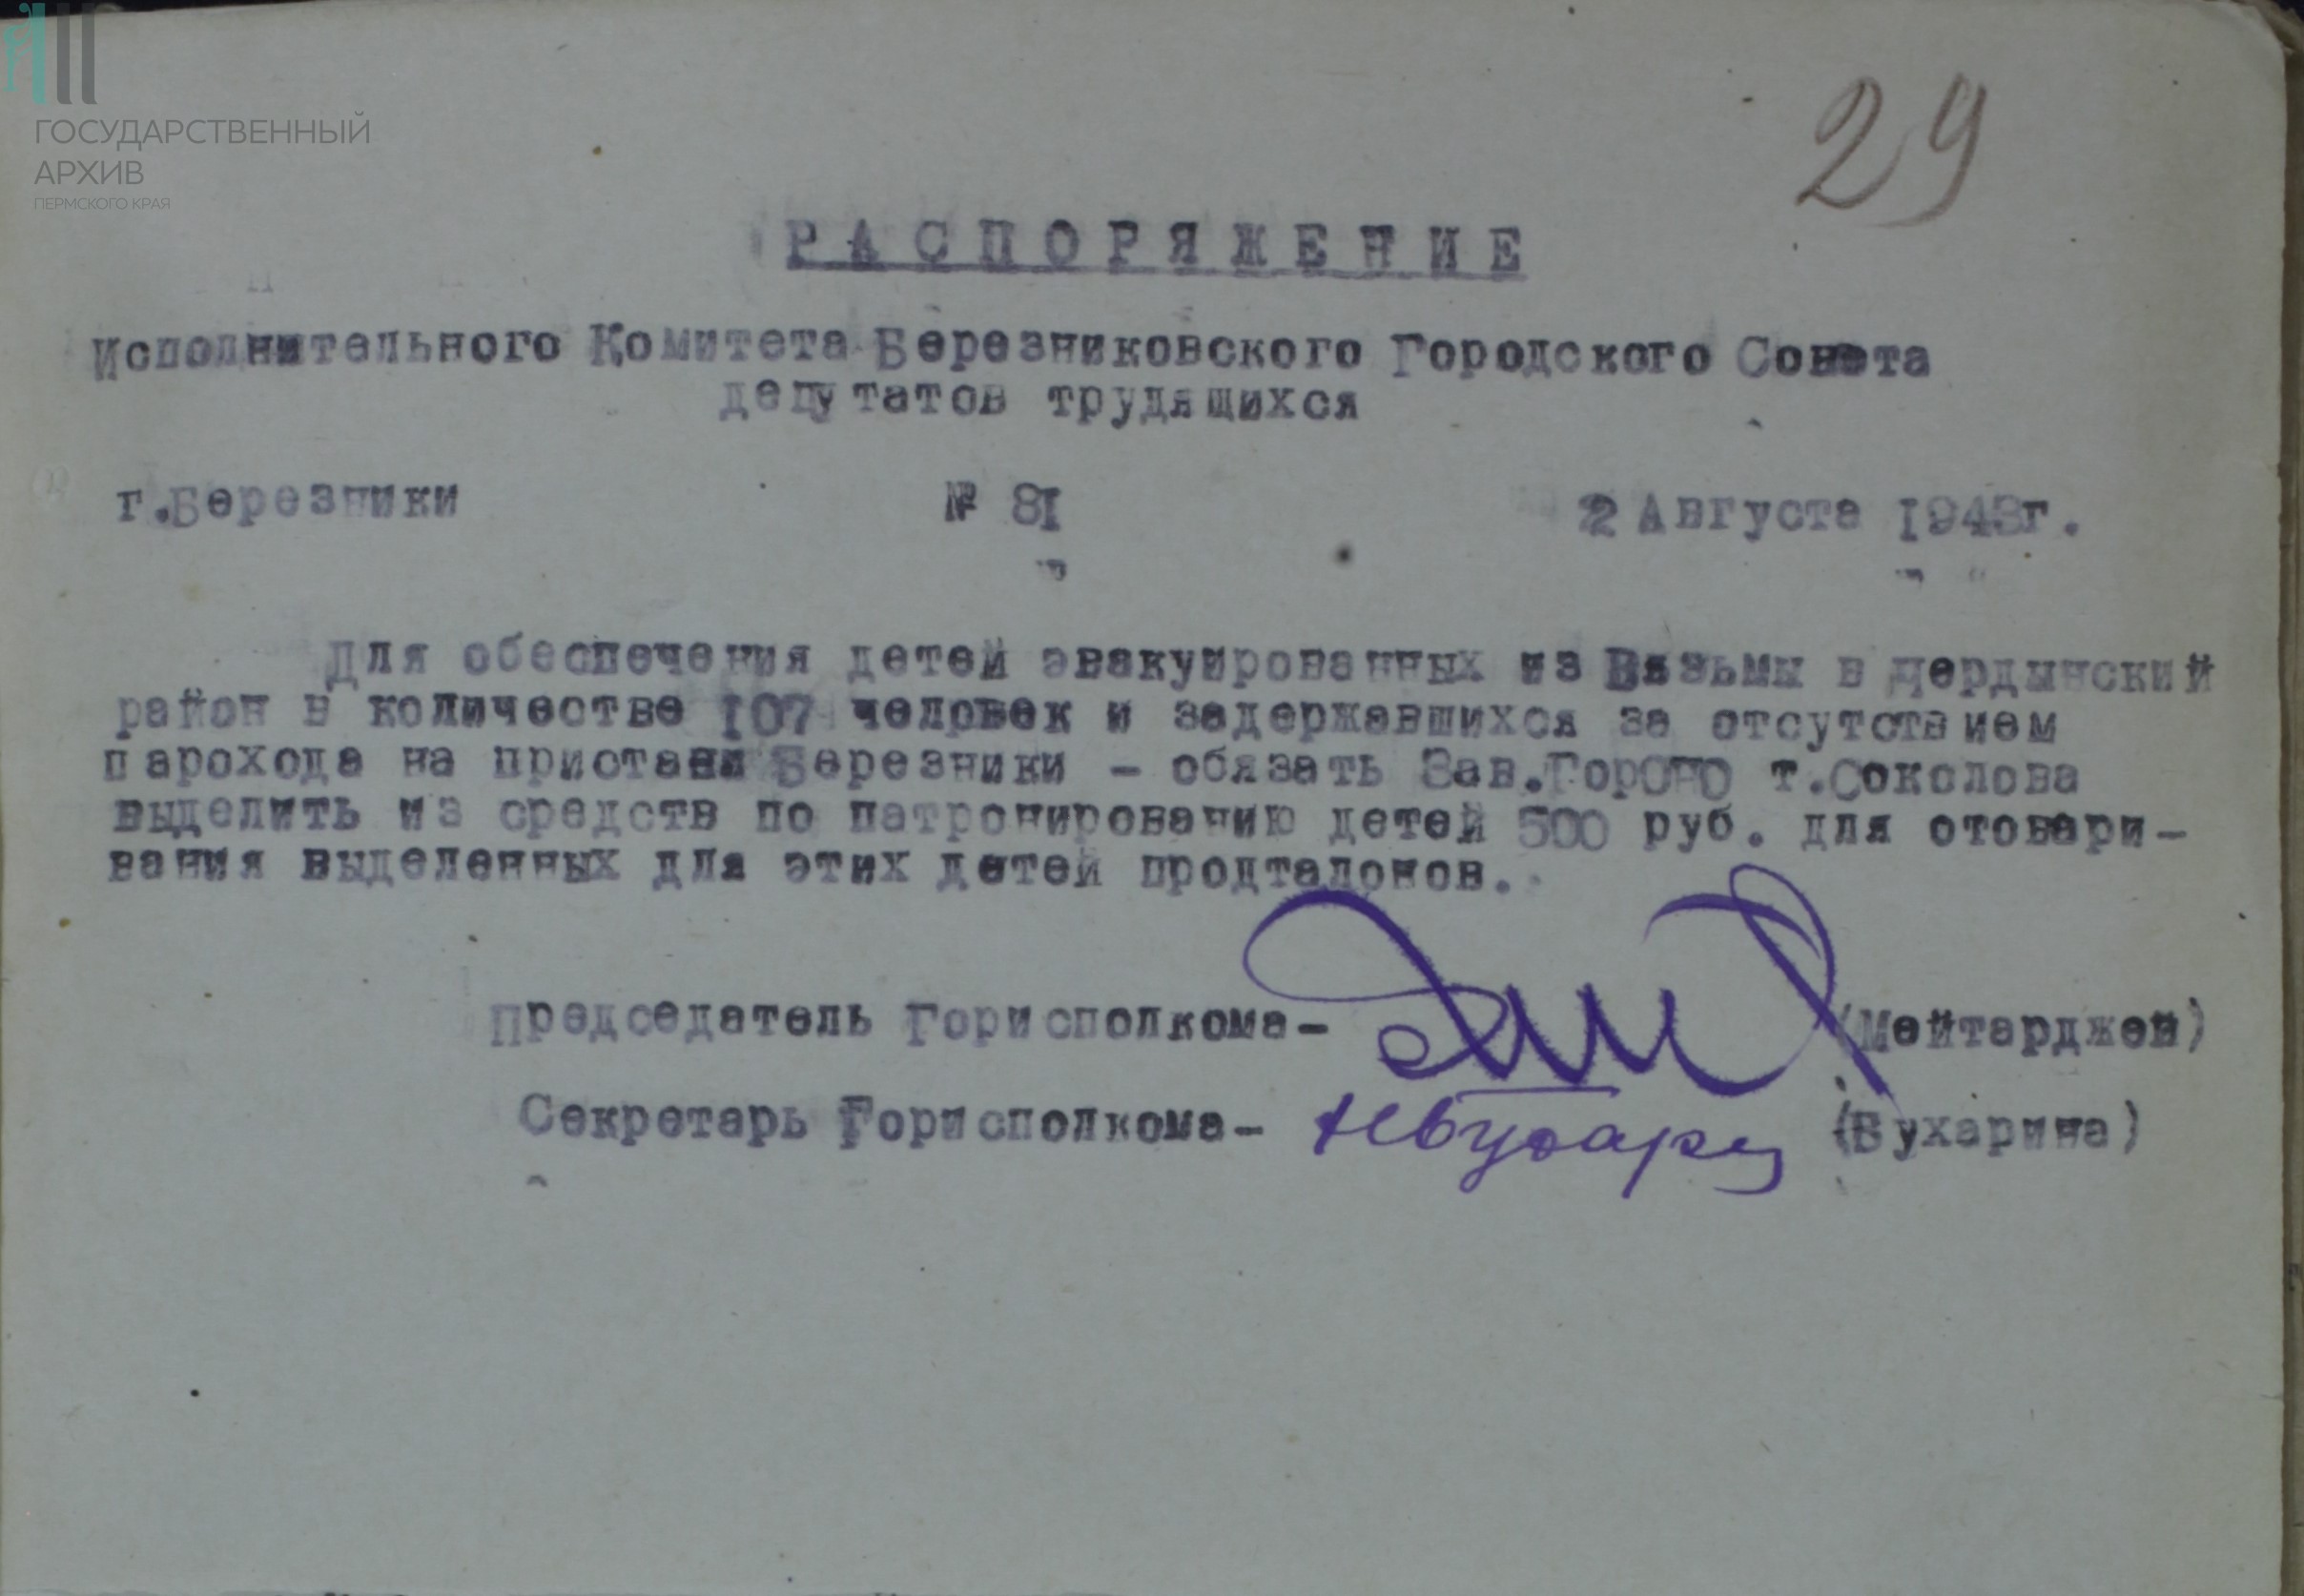 ГОСУДАРСТВЕННЫЙ
АРХИВ
ПЕРМСКОГО КРАЯ
29
РАСПОРЯЖЕНИЕ
Исполнительного Комитета Березниковского Городского Совета
депутатов трудящихся
г.Березники № 81 2 Августа 1943г.
Для обеспечения детей эвакуированных из Вязьмы в Чердынский
район в количестве 107 человек и задержавшихся за отсутствием
парохода на пристани Березники - обязать Зав.ГорОНО т.Соколова
выделить из средств по патронированию детей 500 руб. для отовари-
вания выделенных для этих детей продталонов.
Председатель Горисполкома- (Мейтарджев)
Секретарь Горисполкома- (Бухарина)